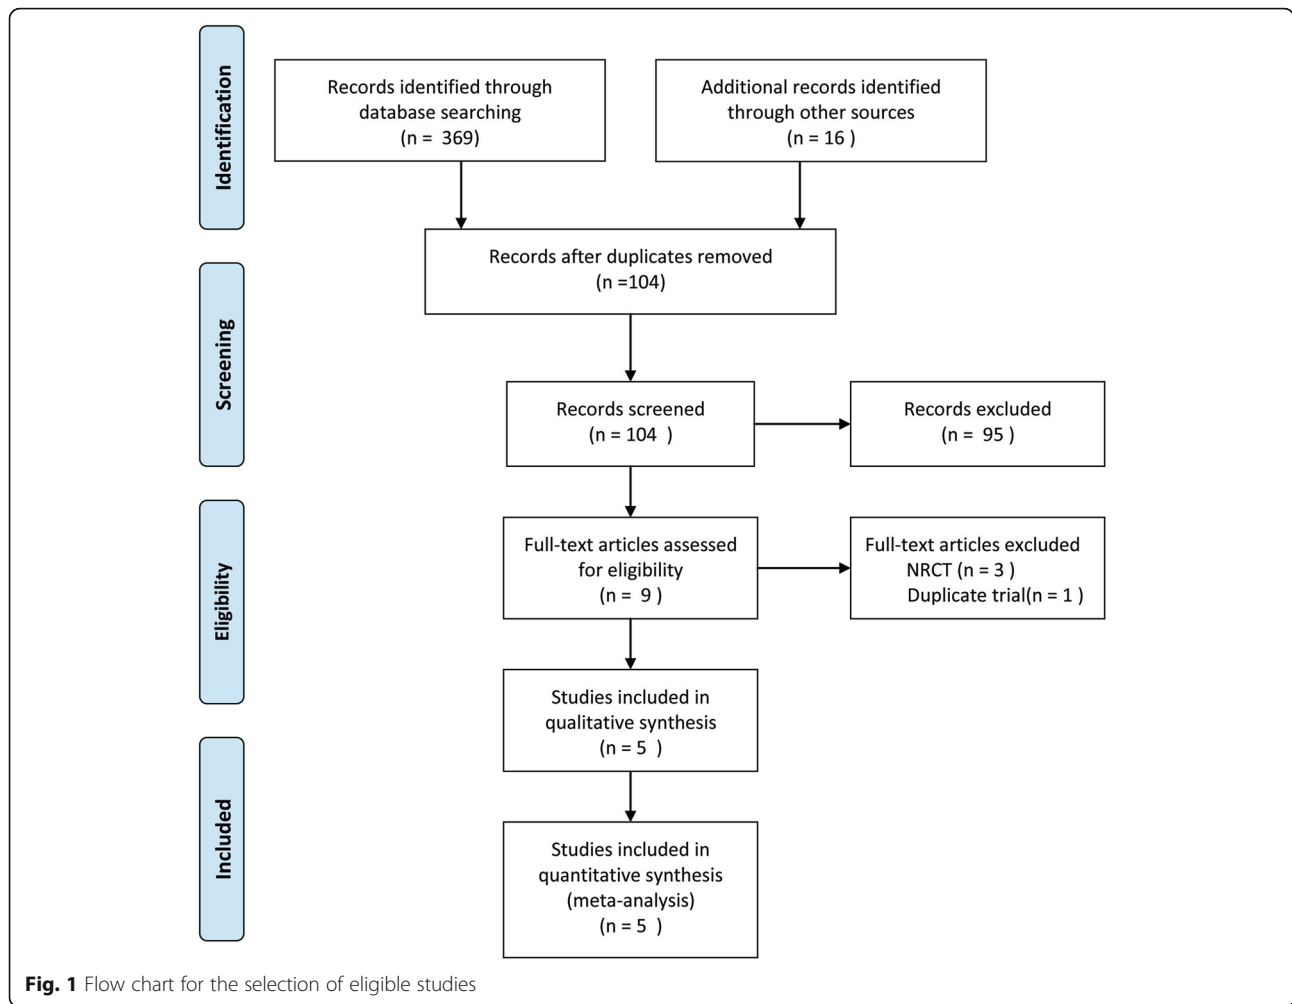 Identification
Records identified through
database searching
(n = 369)
Additional records identified
through other sources
(n = 16 )
Records after duplicates removed
(n =104)
Screening
Records screened
(n = 104 )
Records excluded
(n = 95 )
Eligibility
Full-text articles assessed
for eligibility
(n = 9 )
Full-text articles excluded
NRCT (n = 3 )
Duplicate trial(n = 1 )
Studies included in
qualitative synthesis
(n = 5 )
Included
Studies included in
quantitative synthesis
(meta-analysis)
(n = 5 )
Fig. 1 Flow chart for the selection of eligible studies